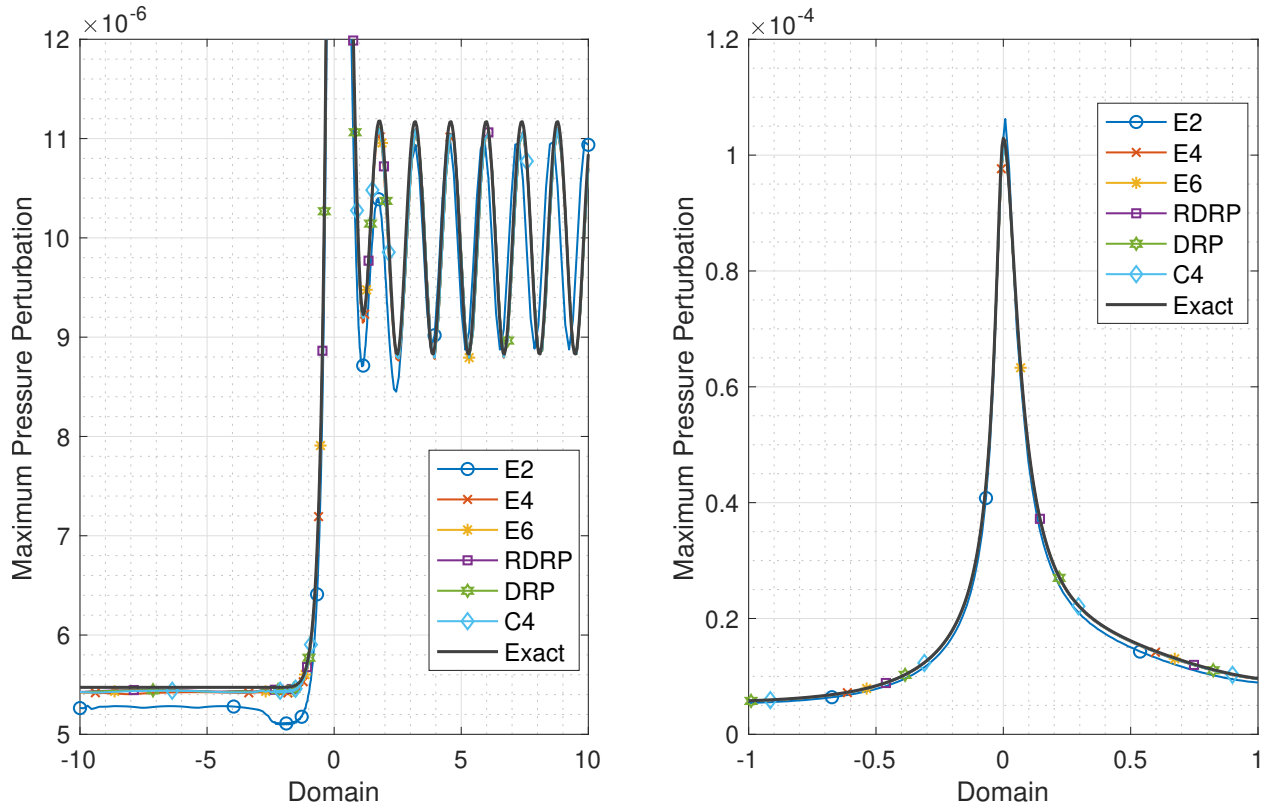 ×10-6
12
11
10
9
8
7
6
5
-10
-5
0
5
10
Domain
Maximum Pressure Perturbation
E2
E4
E6
RDRP
DRP
C4
Exact
×10-4
1.2
1
0.8
0.6
0.4
0.2
0
-1
-0.5
0
0.5
1
Domain
Maximum Pressure Perturbation
E2
E4
E6
RDRP
DRP
C4
Exact